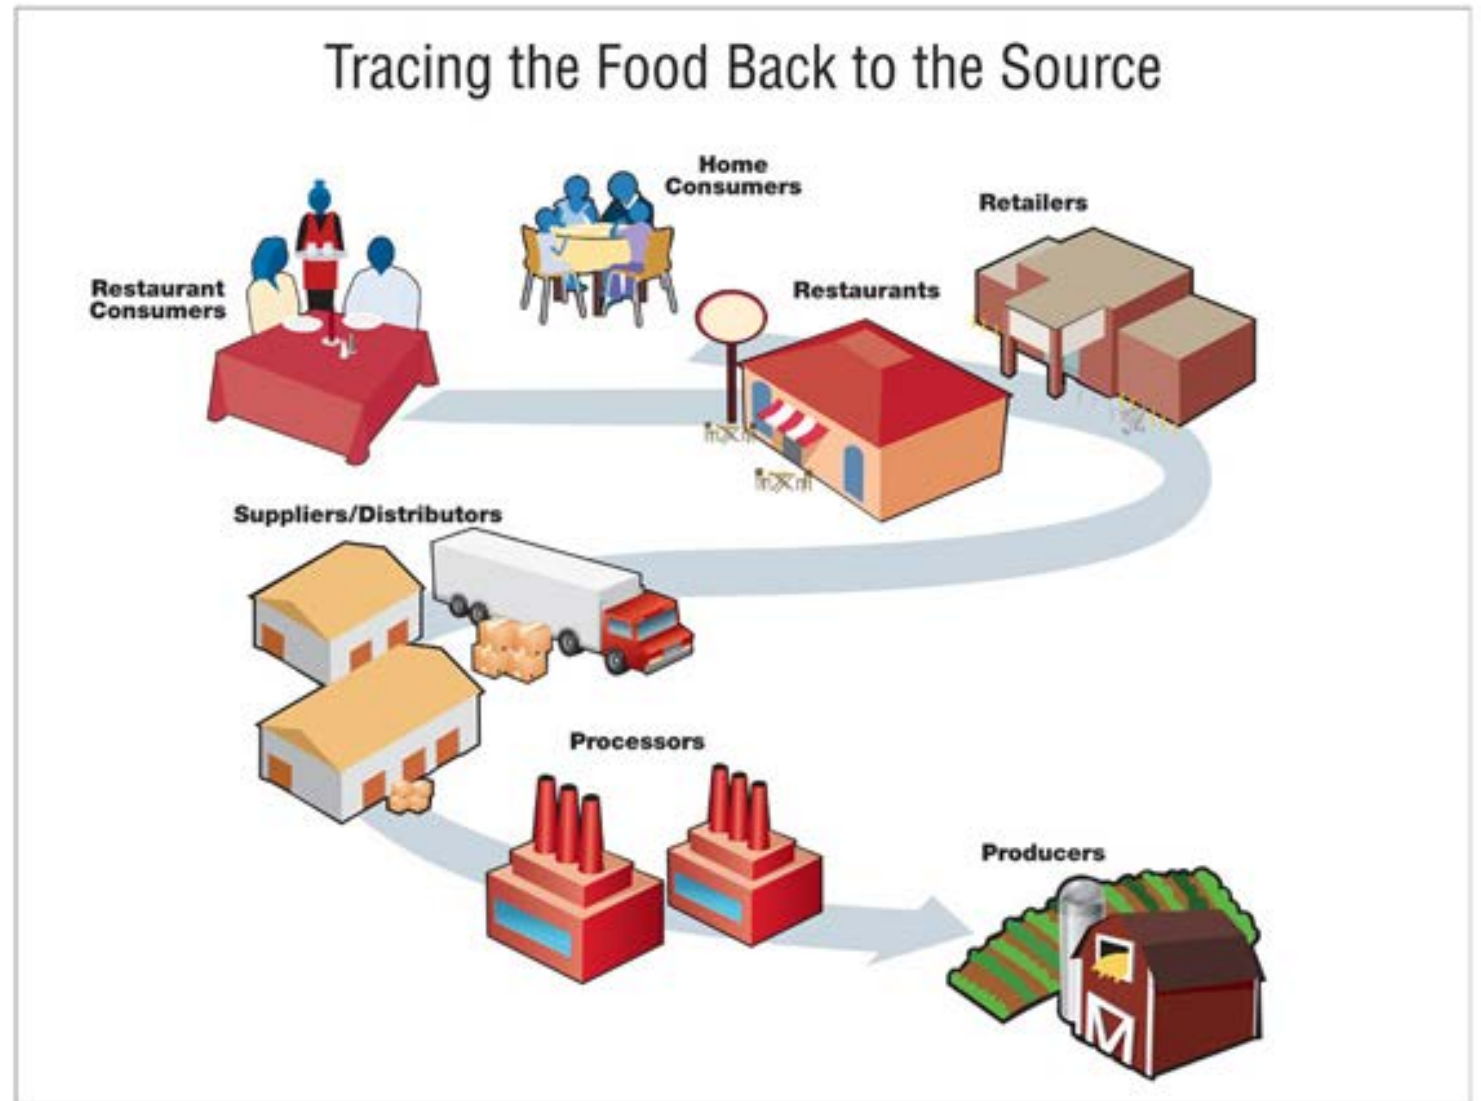 Tracing the Food Back to the Source
Home
Consumers
Retailers
Restaurant
Consumers
Restaurants
Suppliers/Distributors
Processors
Producers